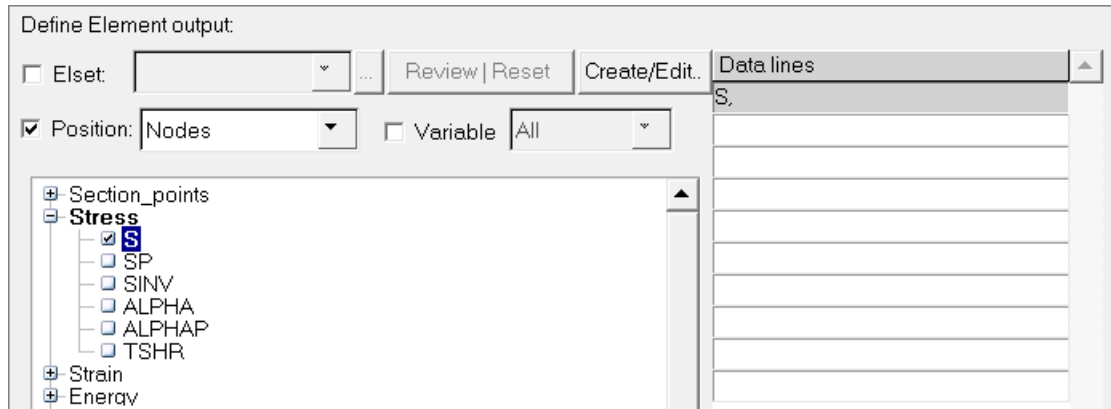 Define Element output:
Elset: ... Review | Reset Create/Edit.. Data lines
S,
Position: Nodes Variable All
Section_points
Stress
S
SP
SINV
ALPHA
ALPHAP
TSHR
Strain
Energy